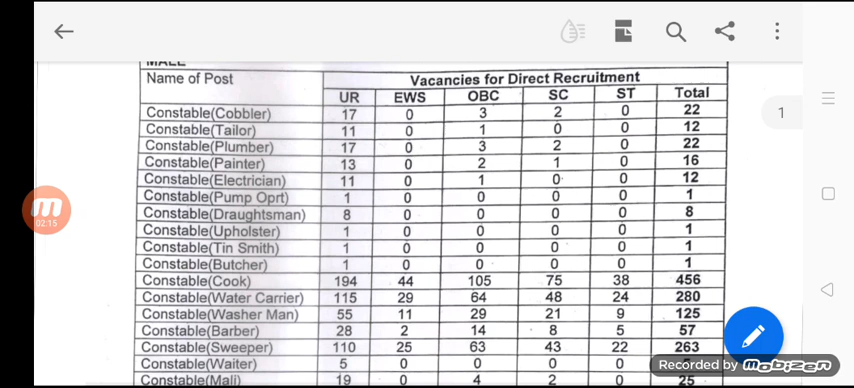 MALE
Name of Post Vacancies for Direct Recruitment
UR EWS OBC SC ST Total
Constable(Cobbler) 17 0 3 2 0 22
Constable(Tailor) 11 0 1 0 0 12
Constable(Plumber) 17 0 3 2 0 22
Constable(Painter) 13 0 2 1 0 16
Constable(Electrician) 11 0 1 0 0 12
Constable(Pump Oprt) 1 0 0 0 0 1
Constable(Draughtsman) 8 0 0 0 0 8
Constable(Upholster) 1 0 0 0 0 1
Constable(Tin Smith) 1 0 0 0 0 1
Constable(Butcher) 1 0 0 0 0 1
Constable(Cook) 194 44 105 75 38 456
Constable(Water Carrier) 115 29 64 48 24 280
Constable(Washer Man) 55 11 29 21 9 125
Constable(Barber) 28 2 14 8 5 57
Constable(Sweeper) 110 25 63 43 22 263
Constable(Waiter) 5 0 0 0 0
Constable(Mali) 19 0 4 2 0 25
1
02:15
Recorded by mobizen